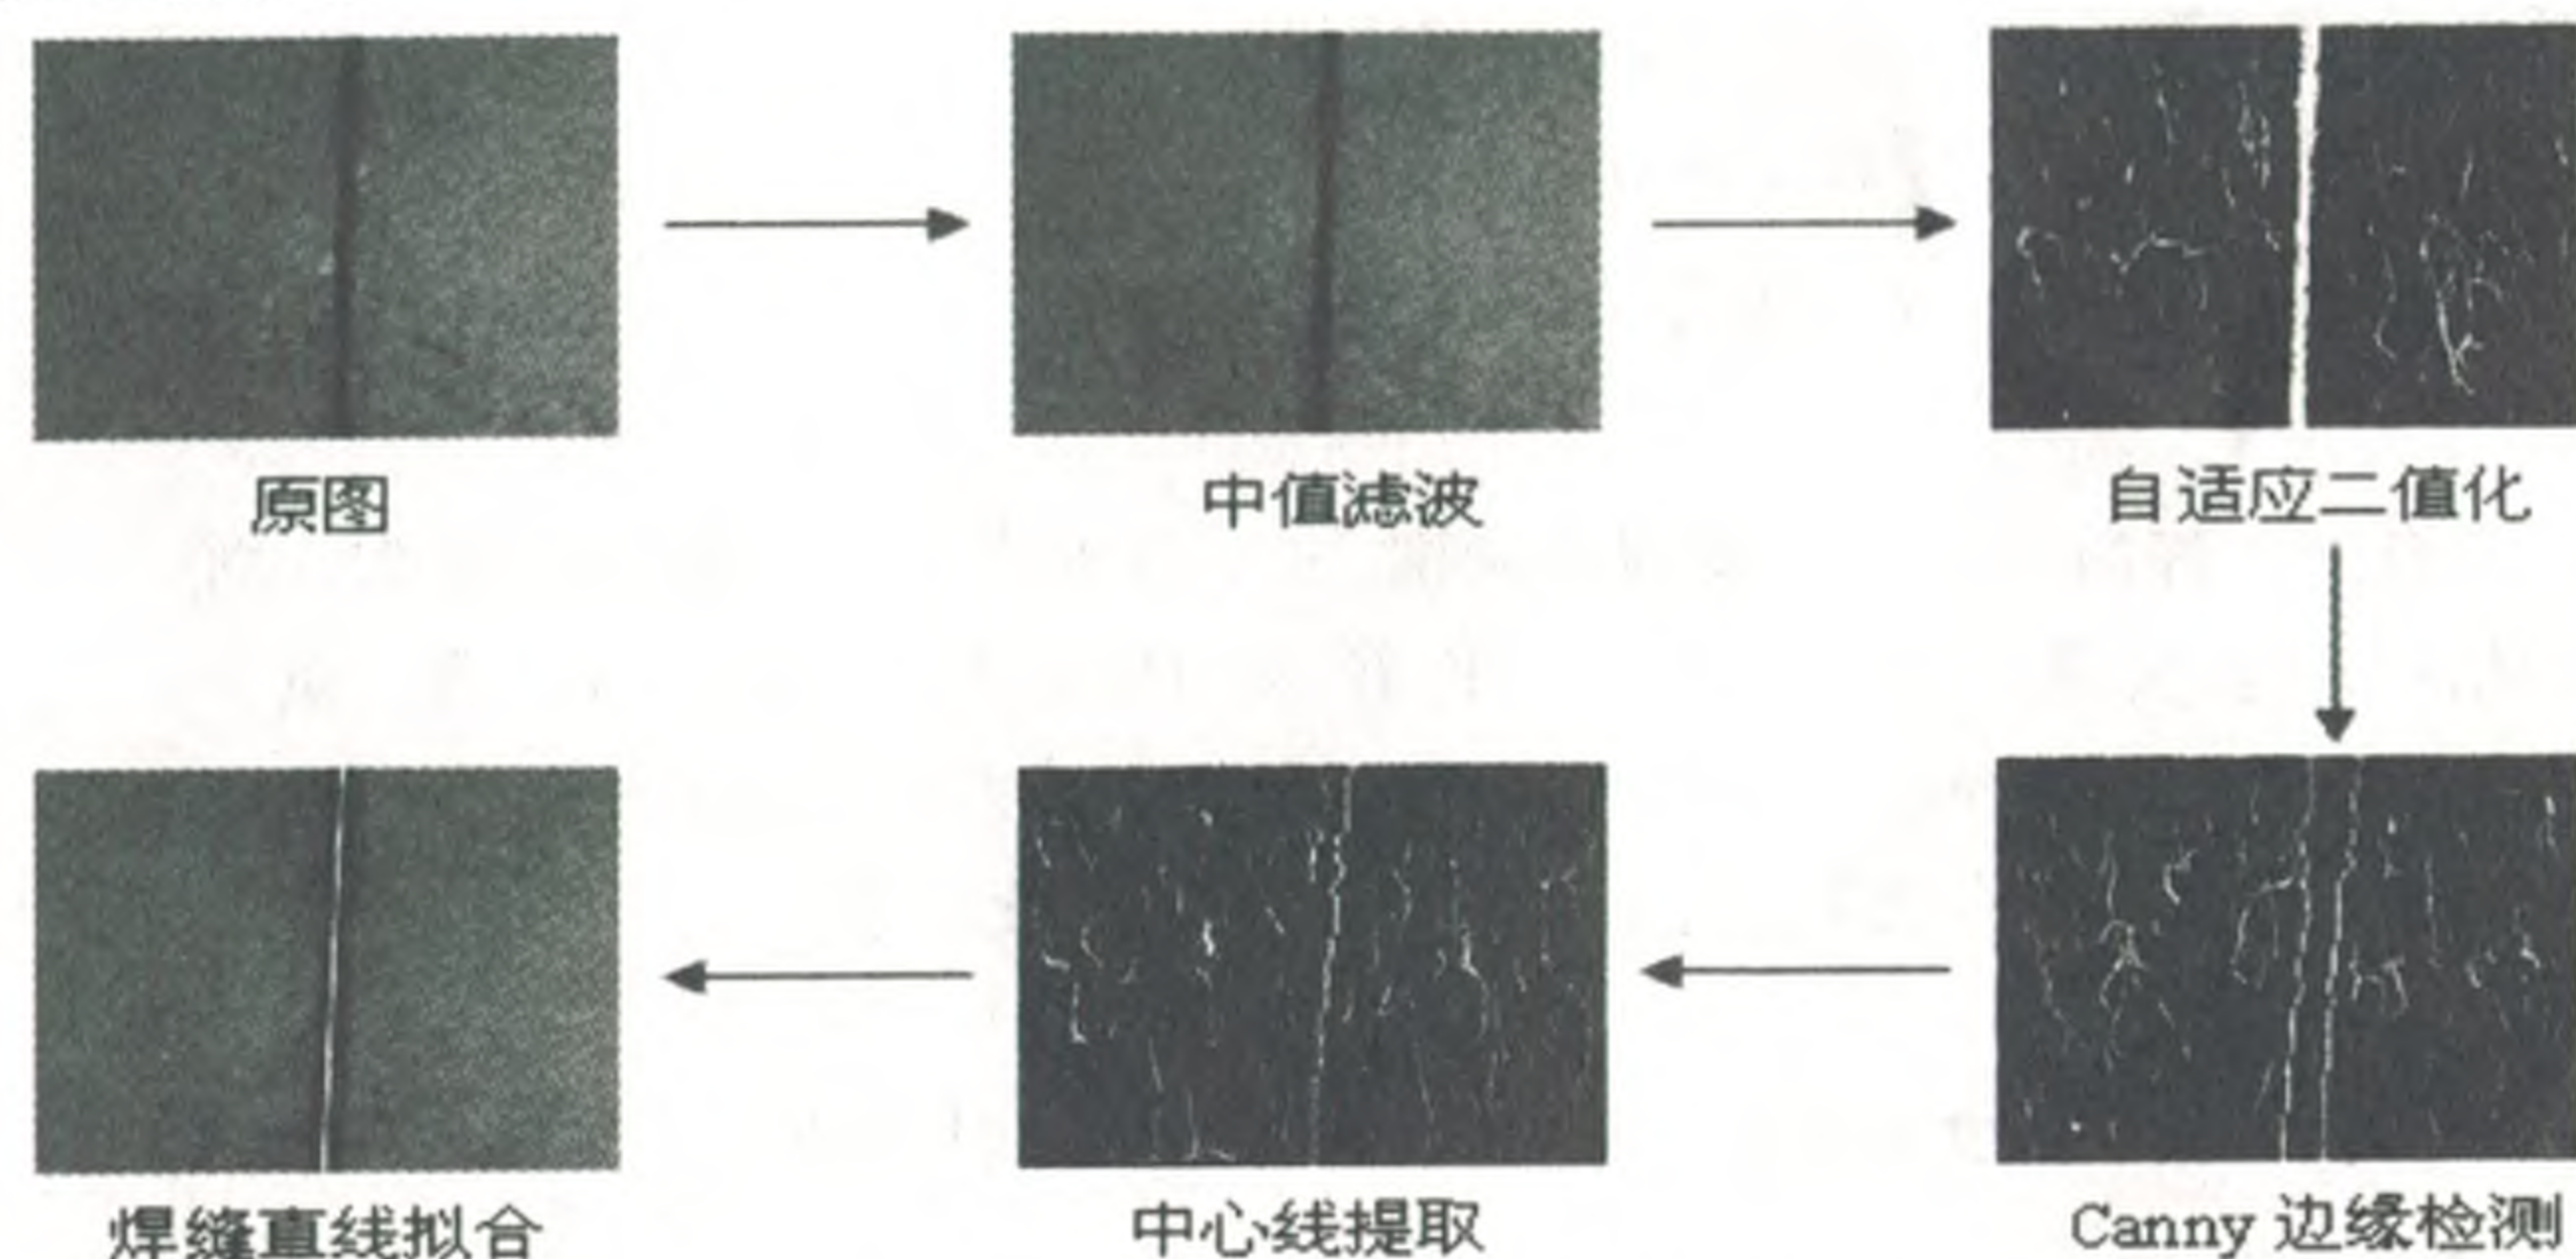 原图
中值滤波
自适应二值化
焊缝直线拟合
中心线提取
Canny 边缘检测